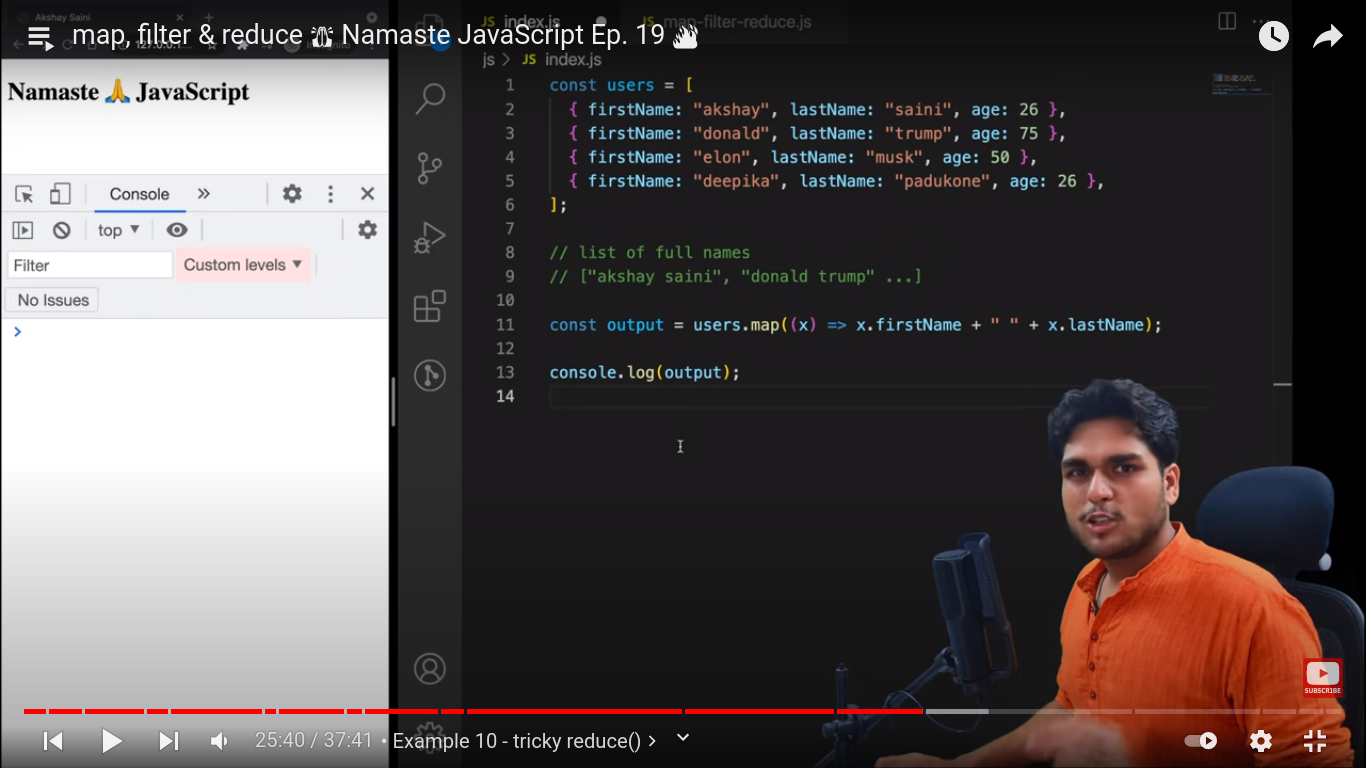 Akshay Saini
map, filter & reduce 🙏 Namaste JavaScript Ep. 19 🔥
JS index.js
JS map-filter-reduce.js
127.0.0.1
js > JS index.js
Namaste 🙏 JavaScript
Console
top
Filter
Custom levels
No Issues
1 const users = [
2 { firstName: "akshay", lastName: "saini", age: 26 },
3 { firstName: "donald", lastName: "trump", age: 75 },
4 { firstName: "elon", lastName: "musk", age: 50 },
5 { firstName: "deepika", lastName: "padukone", age: 26 },
6 ];
7
8 // list of full names
9 // ["akshay saini", "donald trump" ...]
10
11 const output = users.map((x) => x.firstName + " " + x.lastName);
12
13 console.log(output);
14
SUBSCRIBE
25:40 / 37:41 • Example 10 - tricky reduce() >